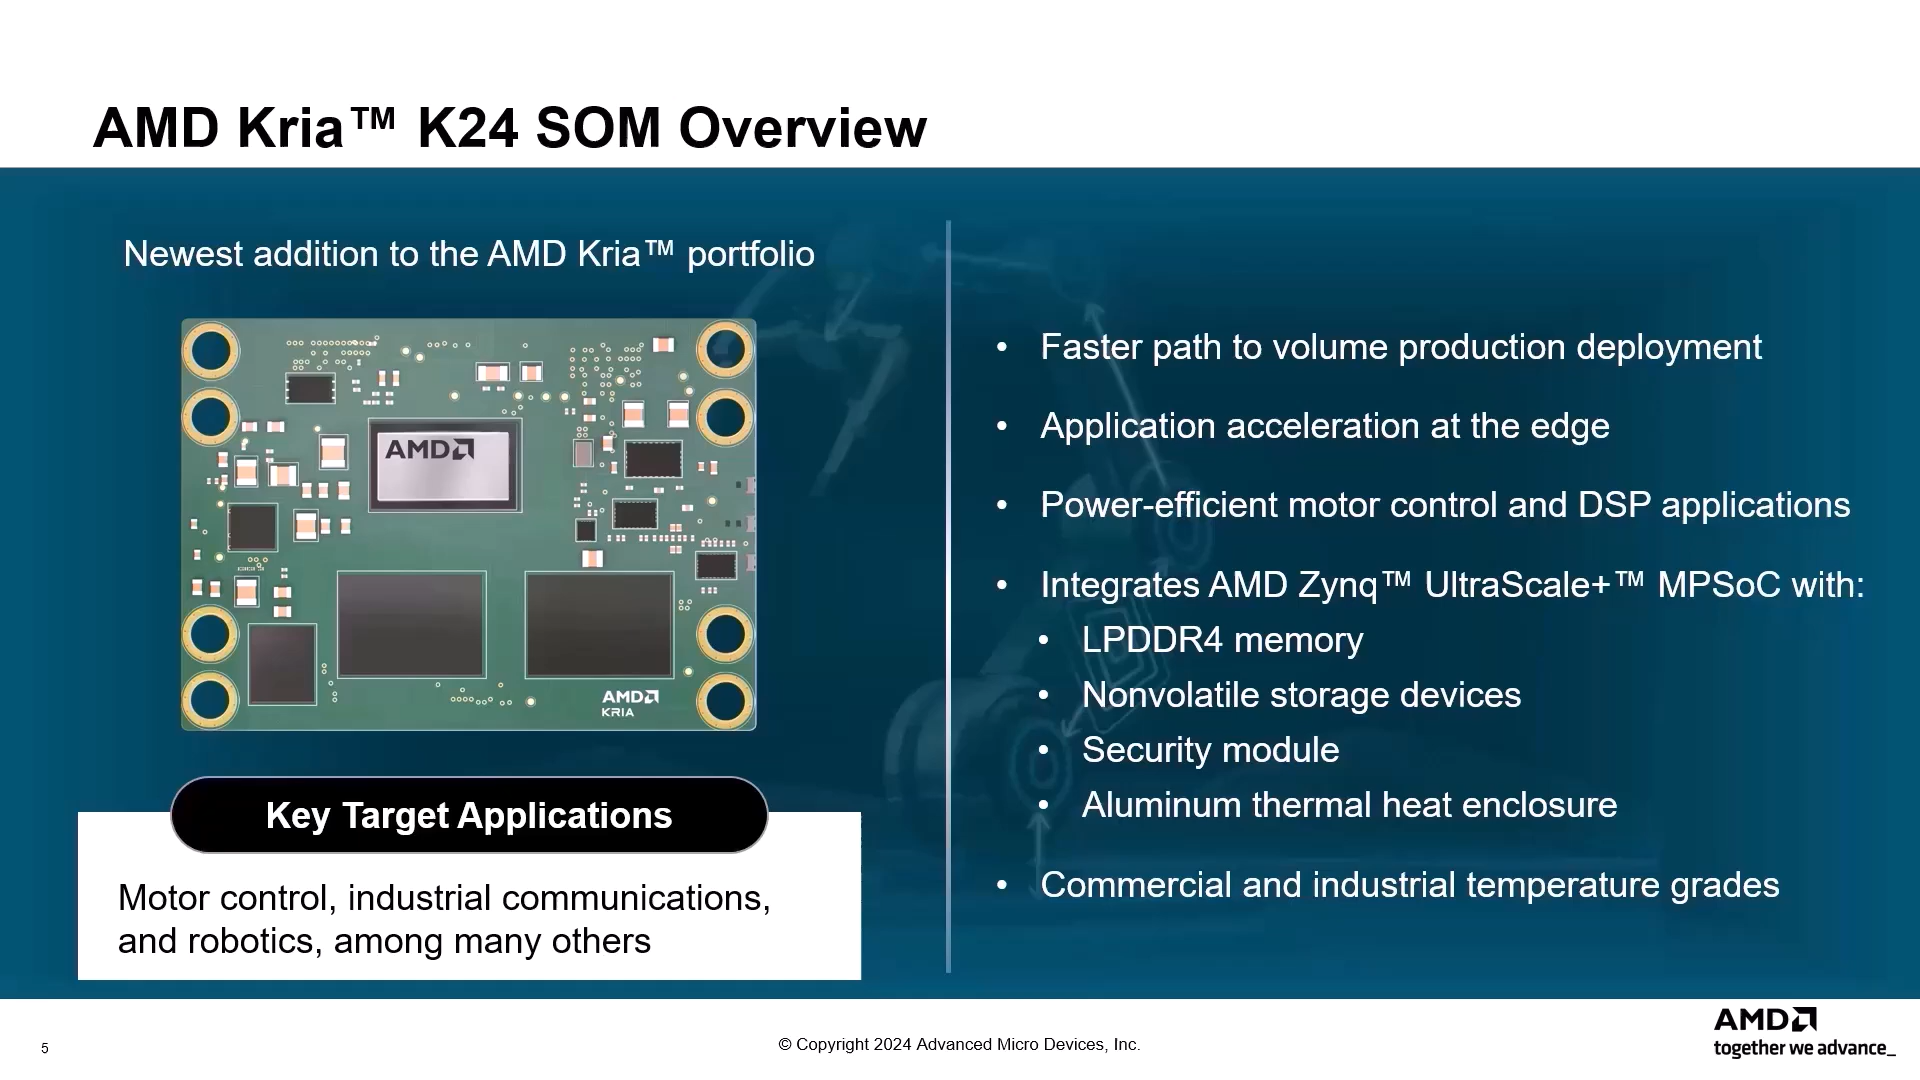 AMD Kria™ K24 SOM Overview
Newest addition to the AMD Kria™ portfolio
AMD
AMD
KRIA
Key Target Applications
Motor control, industrial communications,
and robotics, among many others
• Faster path to volume production deployment
• Application acceleration at the edge
• Power-efficient motor control and DSP applications
• Integrates AMD Zynq™ UltraScale+™ MPSoC with:
• LPDDR4 memory
• Nonvolatile storage devices
• Security module
• Aluminum thermal heat enclosure
• Commercial and industrial temperature grades
5
© Copyright 2024 Advanced Micro Devices, Inc.
AMD
together we advance_